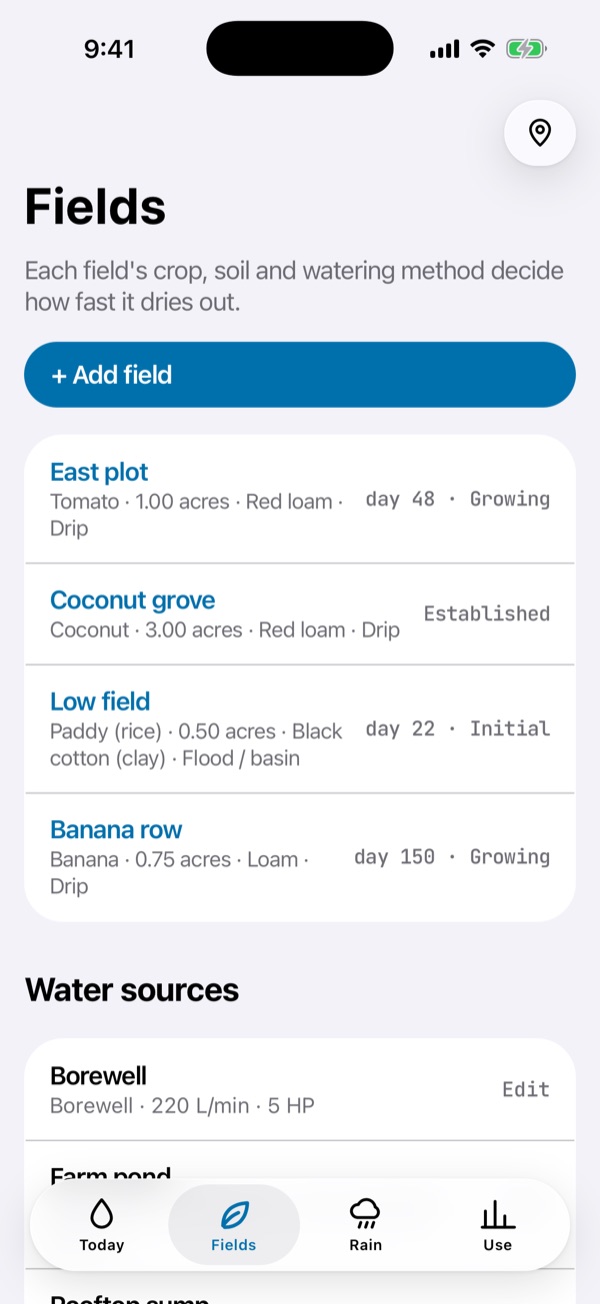 9:41
Fields
Each field's crop, soil and watering method decide
how fast it dries out.
+ Add field
East plot
Tomato · 1.00 acres · Red loam ·
Drip
day 48 · Growing
Coconut grove
Coconut · 3.00 acres · Red loam · Drip
Established
Low field
Paddy (rice) · 0.50 acres · Black
cotton (clay) · Flood / basin
day 22 · Initial
Banana row
Banana · 0.75 acres · Loam ·
Drip
day 150 · Growing
Water sources
Borewell
Borewell · 220 L/min · 5 HP
Edit
Farm pond
Today
Fields
Rain
Use
Rooftop sump